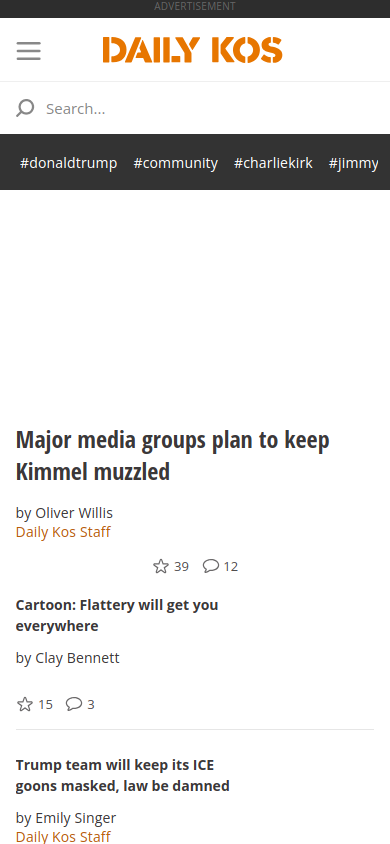 ADVERTISEMENT
DAILY KOS
Search...
#donaldtrump #community #charliekirk #jimmy
Major media groups plan to keep
Kimmel muzzled
by Oliver Willis
Daily Kos Staff
39 12
Cartoon: Flattery will get you
everywhere
by Clay Bennett
15 3
Trump team will keep its ICE
goons masked, law be damned
by Emily Singer
Daily Kos Staff